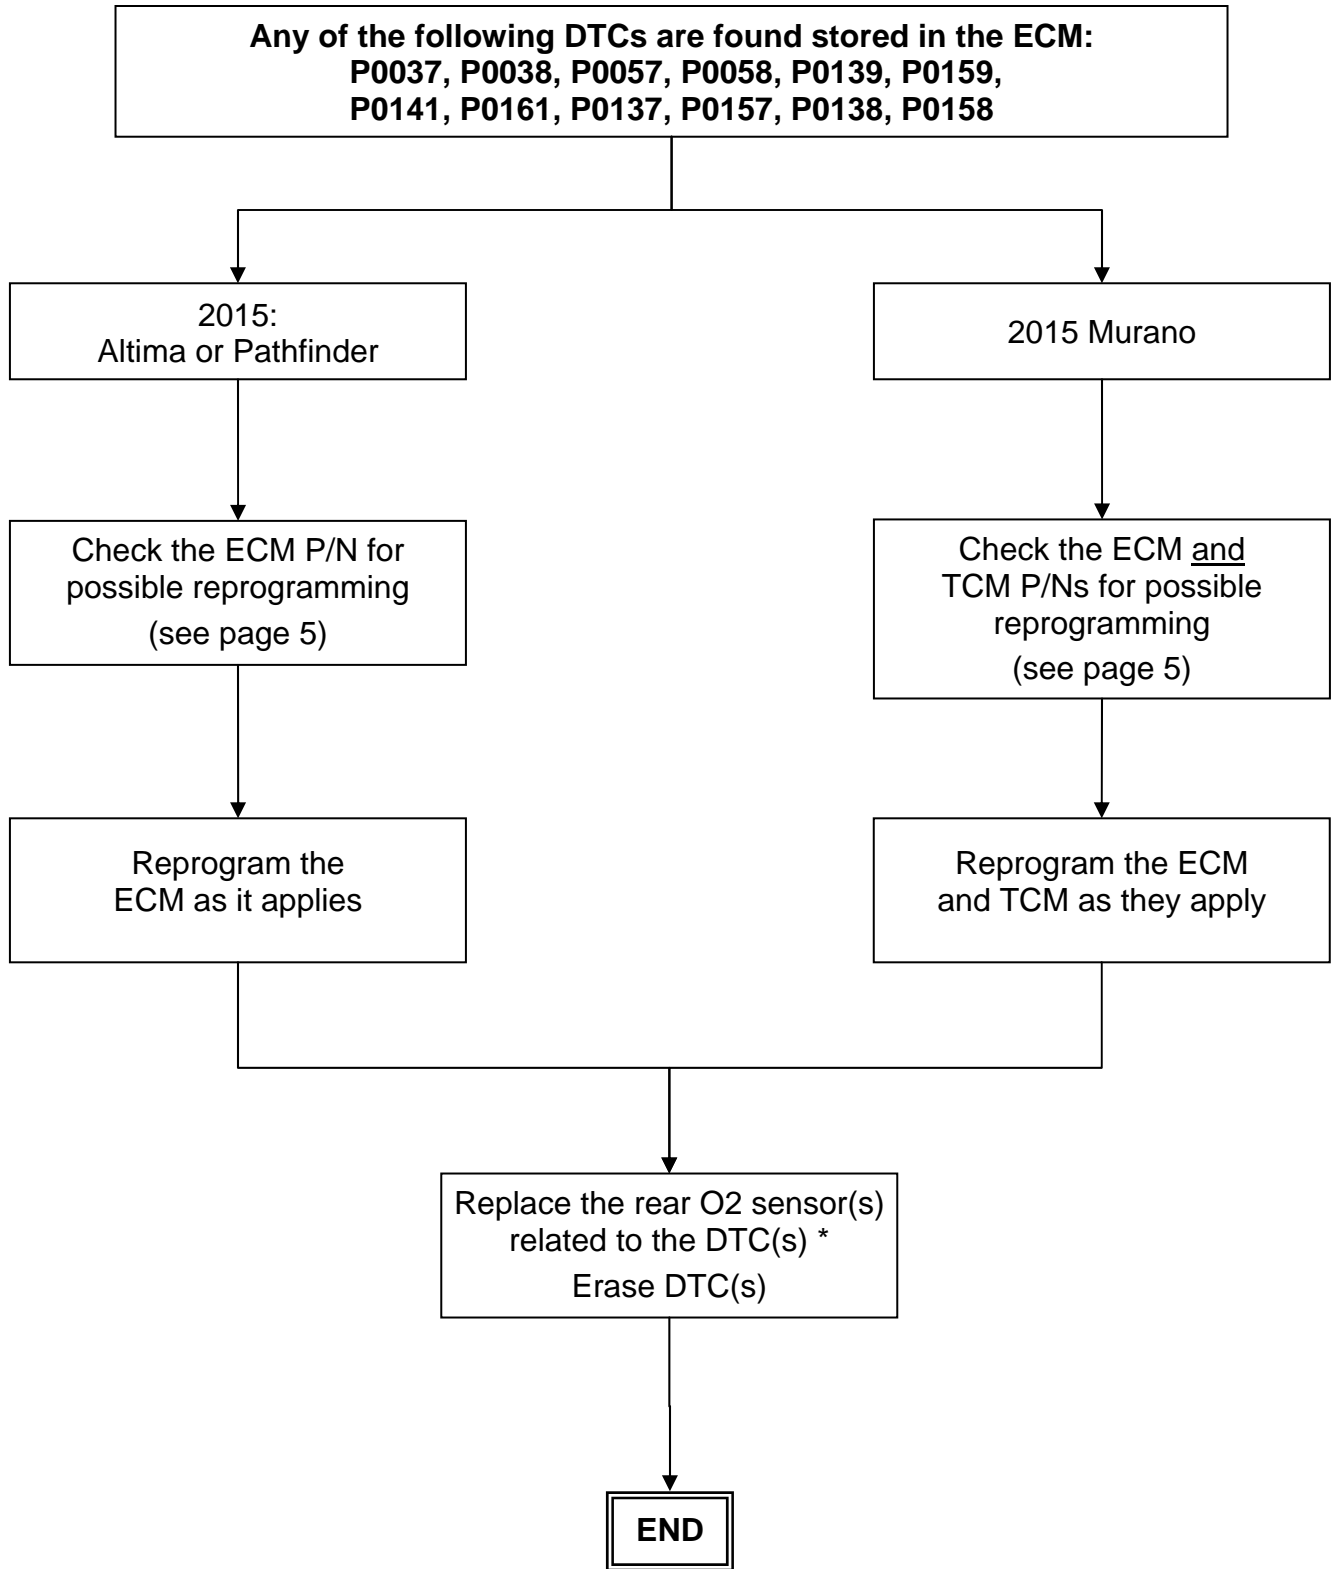 Any of the following DTCs are found stored in the ECM:
P0037, P0038, P0057, P0058, P0139, P0159,
P0141, P0161, P0137, P0157, P0138, P0158
2015:
Altima or Pathfinder
2015 Murano
Check the ECM P/N for
possible reprogramming
(see page 5)
Check the ECM and
TCM P/Ns for possible
reprogramming
(see page 5)
Reprogram the
ECM as it applies
Reprogram the ECM
and TCM as they apply
Replace the rear O2 sensor(s)
related to the DTC(s) *
Erase DTC(s)
END